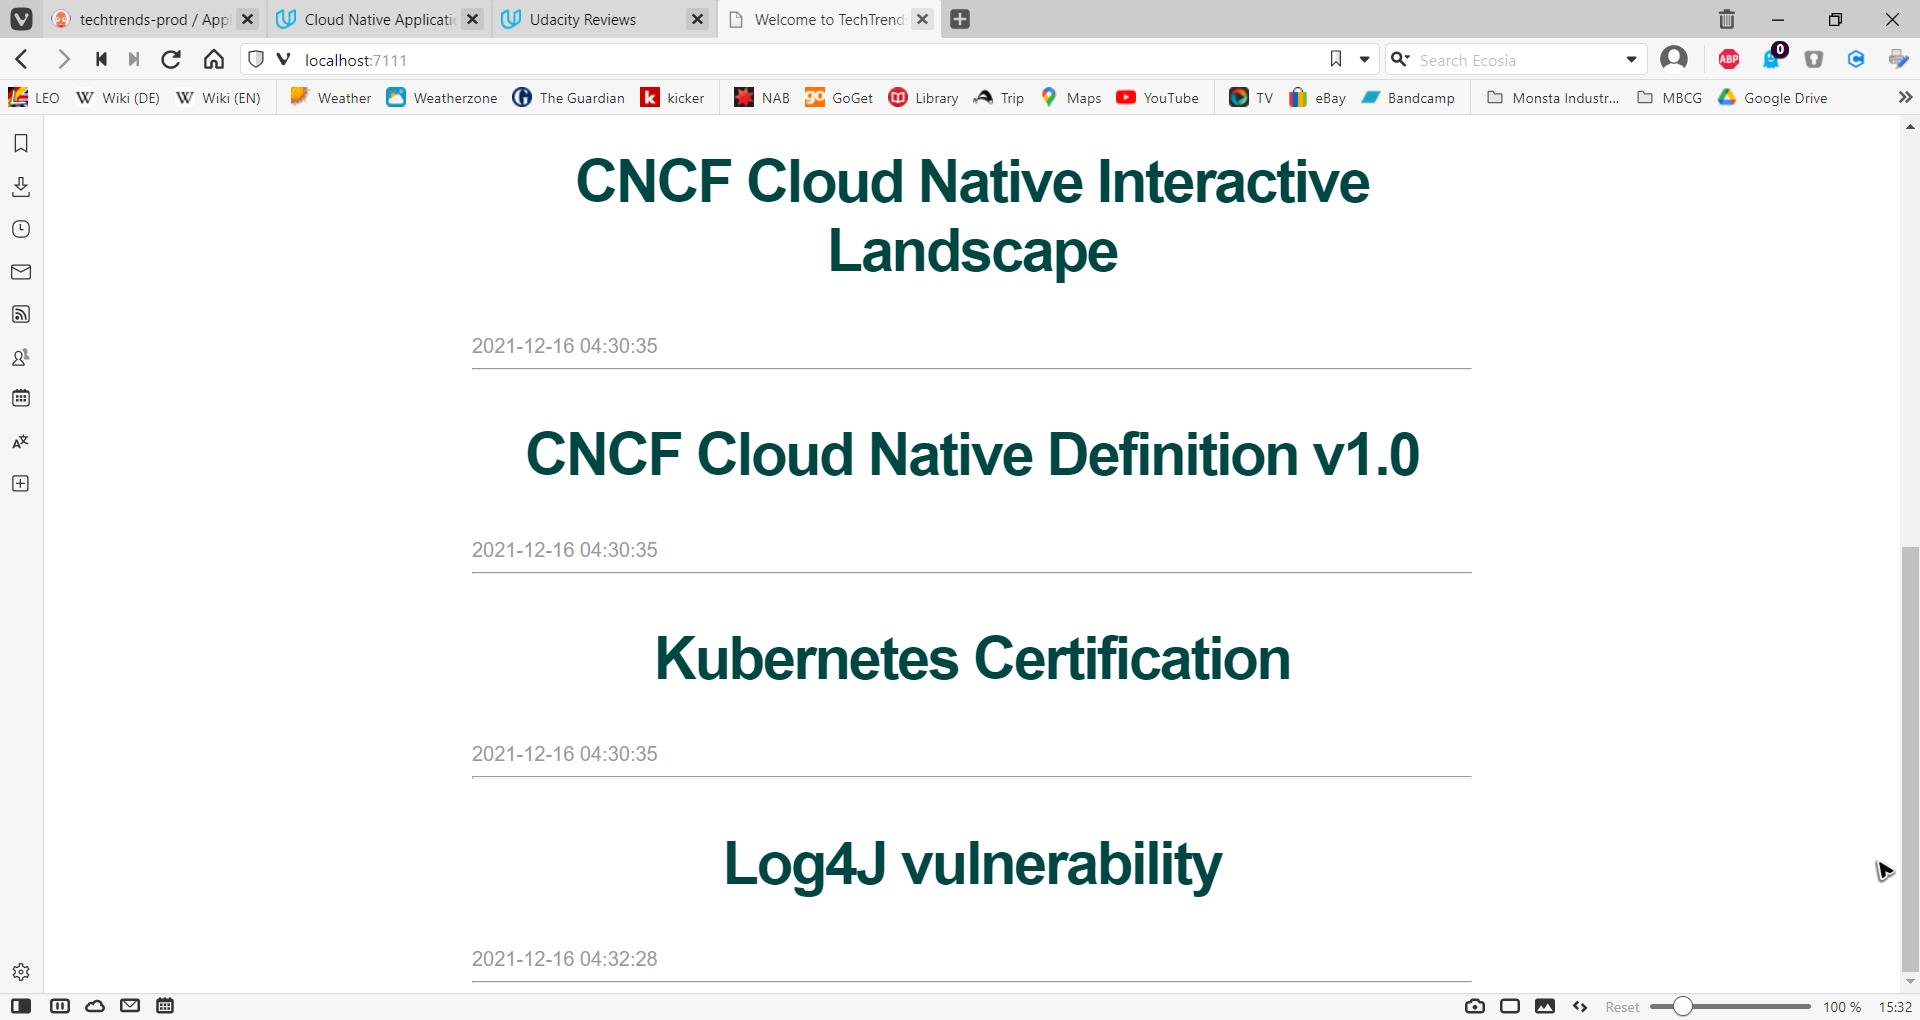 techtrends-prod / Appl
Cloud Native Applicatio
Udacity Reviews
Welcome to TechTrend
localhost:7111
Search Ecosia
ABP
0
LEO
Wiki (DE)
Wiki (EN)
Weather
Weatherzone
The Guardian
kicker
NAB
GoGet
Library
Trip
Maps
YouTube
TV
eBay
Bandcamp
Monsta Industr...
MBCG
Google Drive
CNCF Cloud Native Interactive
Landscape
2021-12-16 04:30:35
CNCF Cloud Native Definition v1.0
2021-12-16 04:30:35
Kubernetes Certification
2021-12-16 04:30:35
Log4J vulnerability
2021-12-16 04:32:28
Reset
100 %
15:32